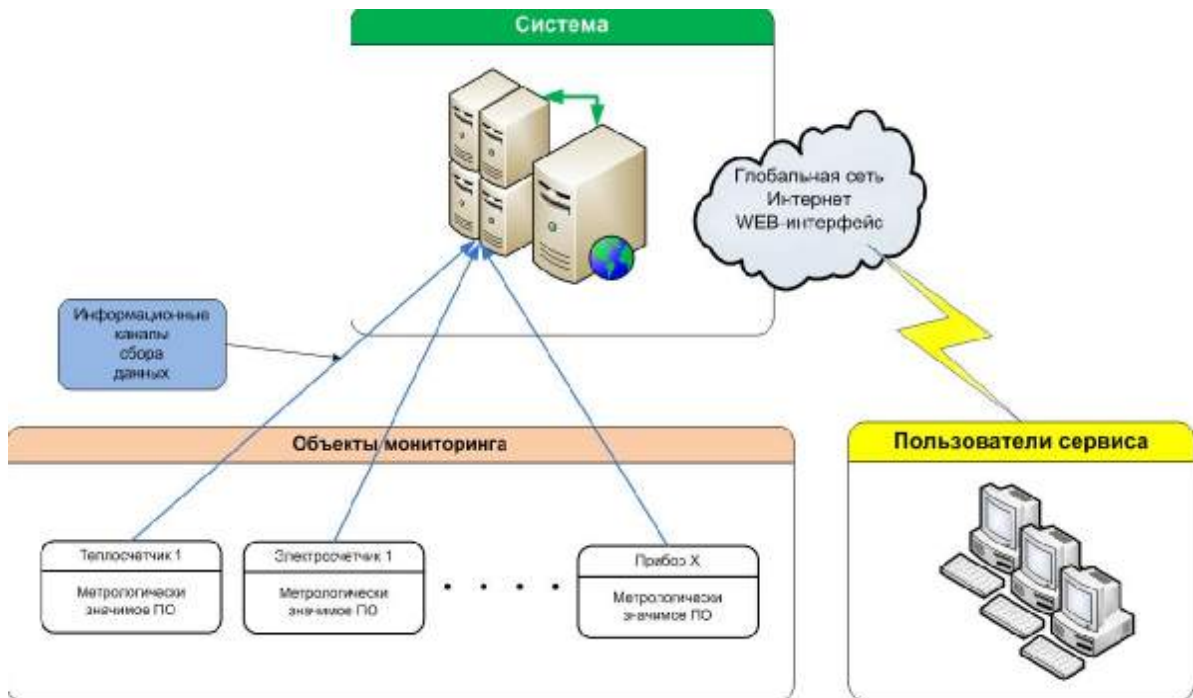 Система
Глобальная сеть
Интернет
WEB-интерфейс
Информационные
каналы
сбора
данных
Объекты мониторинга
Пользователи сервиса
Теплосчетчик 1
Метрологически
значимое ПО
Электросчетчик 1
Метрологически
значимое ПО
Прибор X
Метрологически
значимое ПО